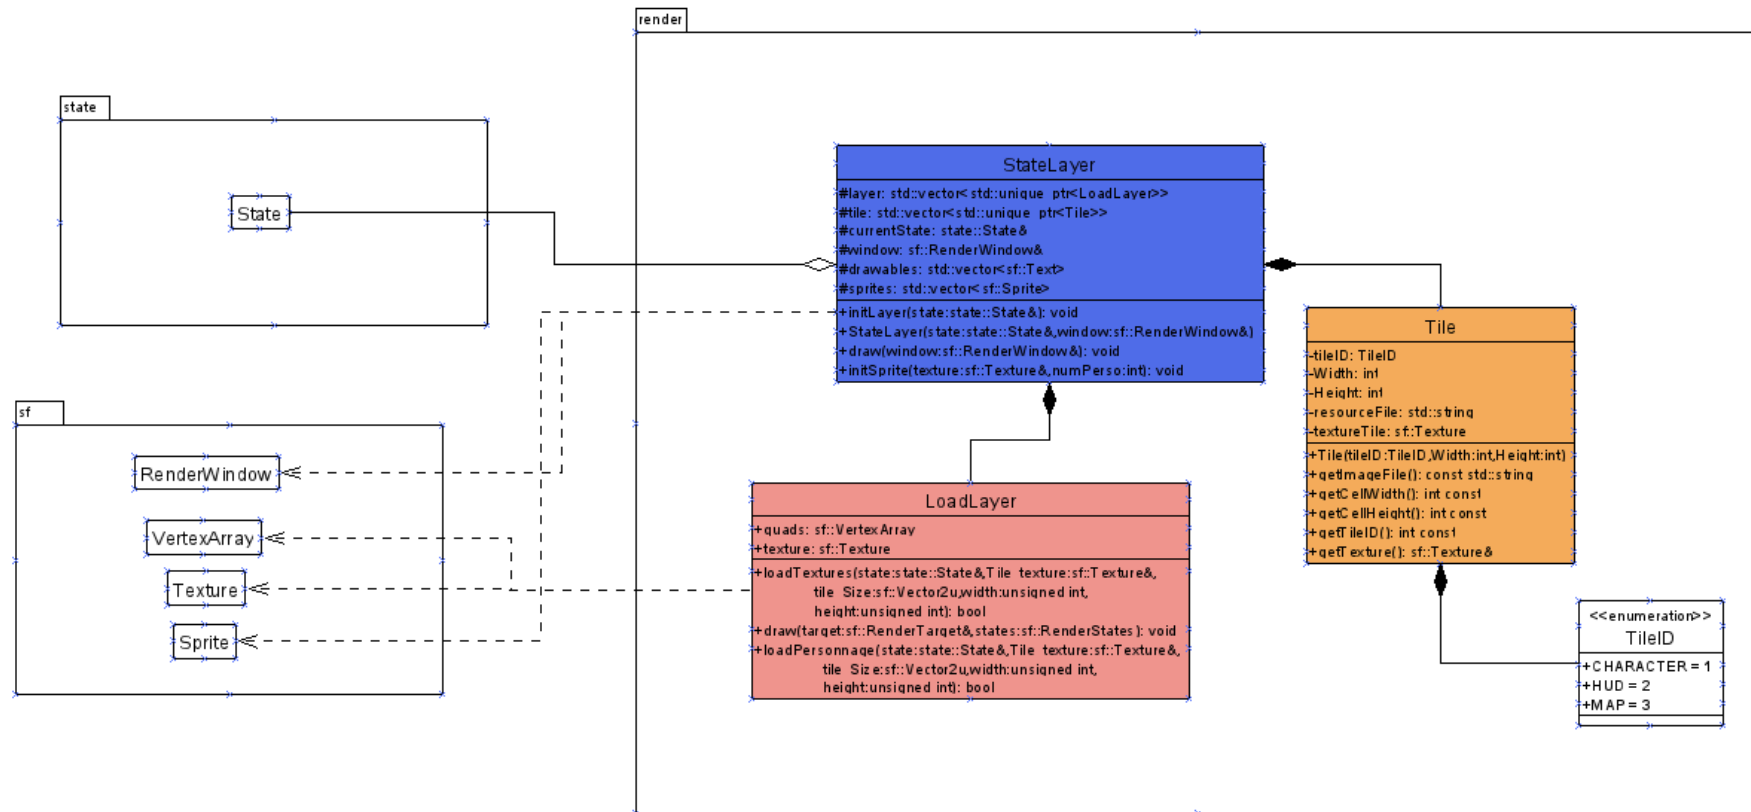 render
state
State
StateLayer
#layer: std::vector<std::unique ptr<LoadLayer>>
#tile: std::vector<std::unique ptr<Tile>>
#currentState: state::State&
#window: sf::RenderWindow&
#drawables: std::vector<sf::Text>
#sprites: std::vector<sf::Sprite>
+initLayer(state:state::State&): void
+StateLayer(state:state::State&,window:sf::RenderWindow&)
+draw(window:sf::RenderWindow&): void
+initSprite(texture:sf::Texture&,numPerso:int): void
Tile
-tileID: TileID
-Width: int
-Height: int
-resourceFile: std::string
-textureTile: sf::Texture
+Tile(tileID:TileID,Width:int,Height:int)
+getImageFile(): const std::string
+getCellWidth(): int const
+getCellHeight(): int const
+getTileID(): int const
+getTexture(): sf::Texture&
sf
RenderWindow
VertexArray
Texture
Sprite
LoadLayer
+quads: sf::VertexArray
+texture: sf::Texture
+loadTextures(state:state::State&,Tile texture:sf::Texture&,
tile Size:sf::Vector2u,width:unsigned int,
height:unsigned int): bool
+draw(target:sf::RenderTarget&,states:sf::RenderStates): void
+loadPersonnage(state:state::State&,Tile texture:sf::Texture&,
tile Size:sf::Vector2u,width:unsigned int,
height:unsigned int): bool
<<enumeration>>
TileID
+CHARACTER = 1
+HUD = 2
+MAP = 3